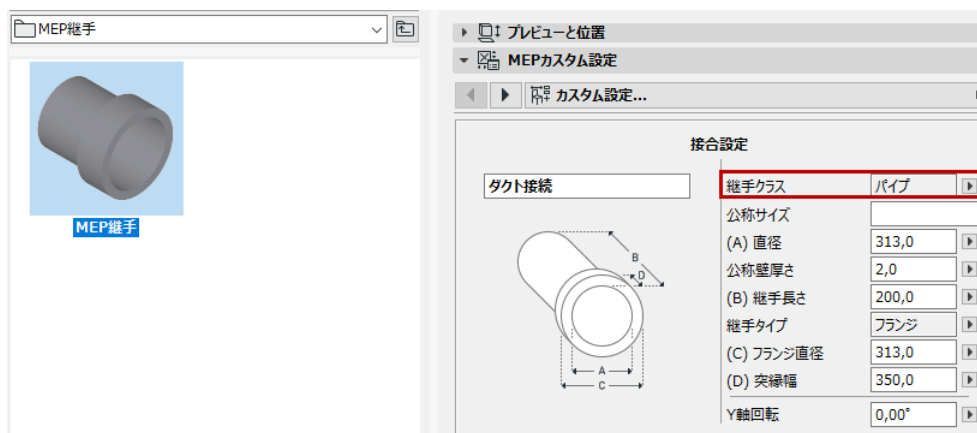 MEP継手
MEP継手
プレビューと位置
MEPカスタム設定
カスタム設定...
接合設定
ダクト接続
B
D
A
C
継手クラス パイプ
公称サイズ
(A) 直径 313,0
公称壁厚さ 2,0
(B) 継手長さ 200,0
継手タイプ フランジ
(C) フランジ直径 313,0
(D) 突縁幅 350,0
Y軸回転 0,00°